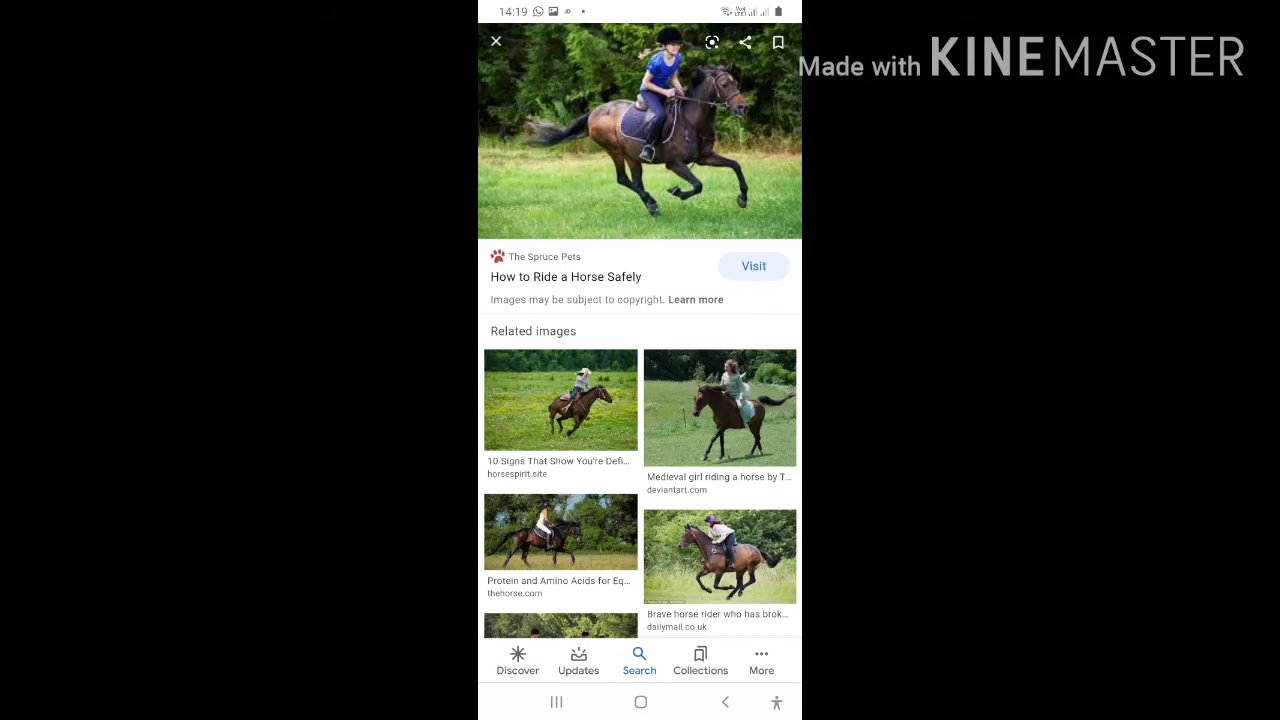 14:19
Made with KINEMASTER
The Spruce Pets
How to Ride a Horse Safely
Visit
Images may be subject to copyright. Learn more
Related images
10 Signs That Show You're Defi...
horsespirit.site
Medieval girl riding a horse by T...
deviantart.com
Protein and Amino Acids for Eq...
thehorse.com
Brave horse rider who has brok...
dailymail.co.uk
Discover
Updates
Search
Collections
More